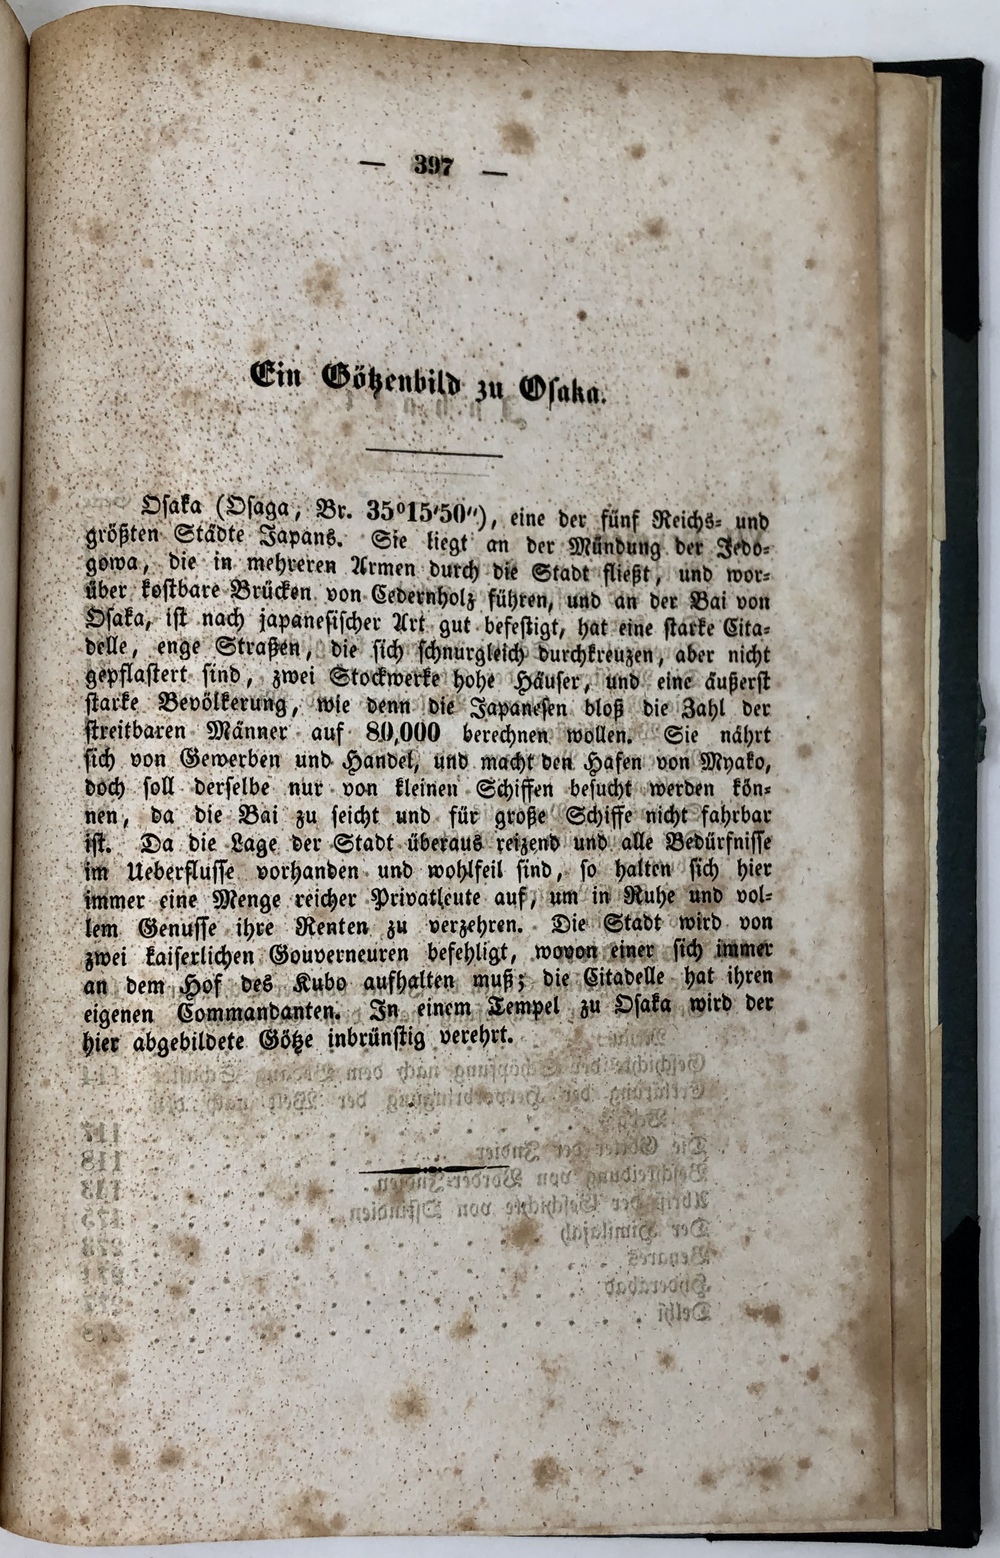 — 397 —
Ein Götzenbild zu Osaka.
Osaka (Osaga, Br. 35°15'50"), eine der fünf Reichs- und
größten Städte Japans. Sie liegt an der Mündung der Jedo-
gowa, die in mehreren Armen durch die Stadt fließt, und wor-
über kostbare Brücken von Cedernholz führen, und an der Bai von
Osaka, ist nach japanesischer Art gut befestigt, hat eine starke Cita-
delle, enge Straßen, die sich schnurgleich durchkreuzen, aber nicht
gepflastert sind, zwei Stockwerke hohe Häuser, und eine äußerst
starke Bevölkerung, wie denn die Japanesen bloß die Zahl der
streitbaren Männer auf 80,000 berechnen wollen. Sie nährt
sich von Gewerben und Handel, und macht den Hafen von Myako,
doch soll derselbe nur von kleinen Schiffen besucht werden kön-
nen, da die Bai zu seicht und für große Schiffe nicht fahrbar
ist. Da die Lage der Stadt überaus reizend und alle Bedürfnisse
im Ueberflusse vorhanden und wohlfeil sind, so halten sich hier
immer eine Menge reicher Privatleute auf, um in Ruhe und vol-
lem Genusse ihre Renten zu verzehren. Die Stadt wird von
zwei kaiserlichen Gouverneuren befehligt, wovon einer sich immer
an dem Hof des Kubo aufhalten muß; die Citadelle hat ihren
eigenen Commandanten. In einem Tempel zu Osaka wird der
hier abgebildete Götze inbrünstig verehrt.